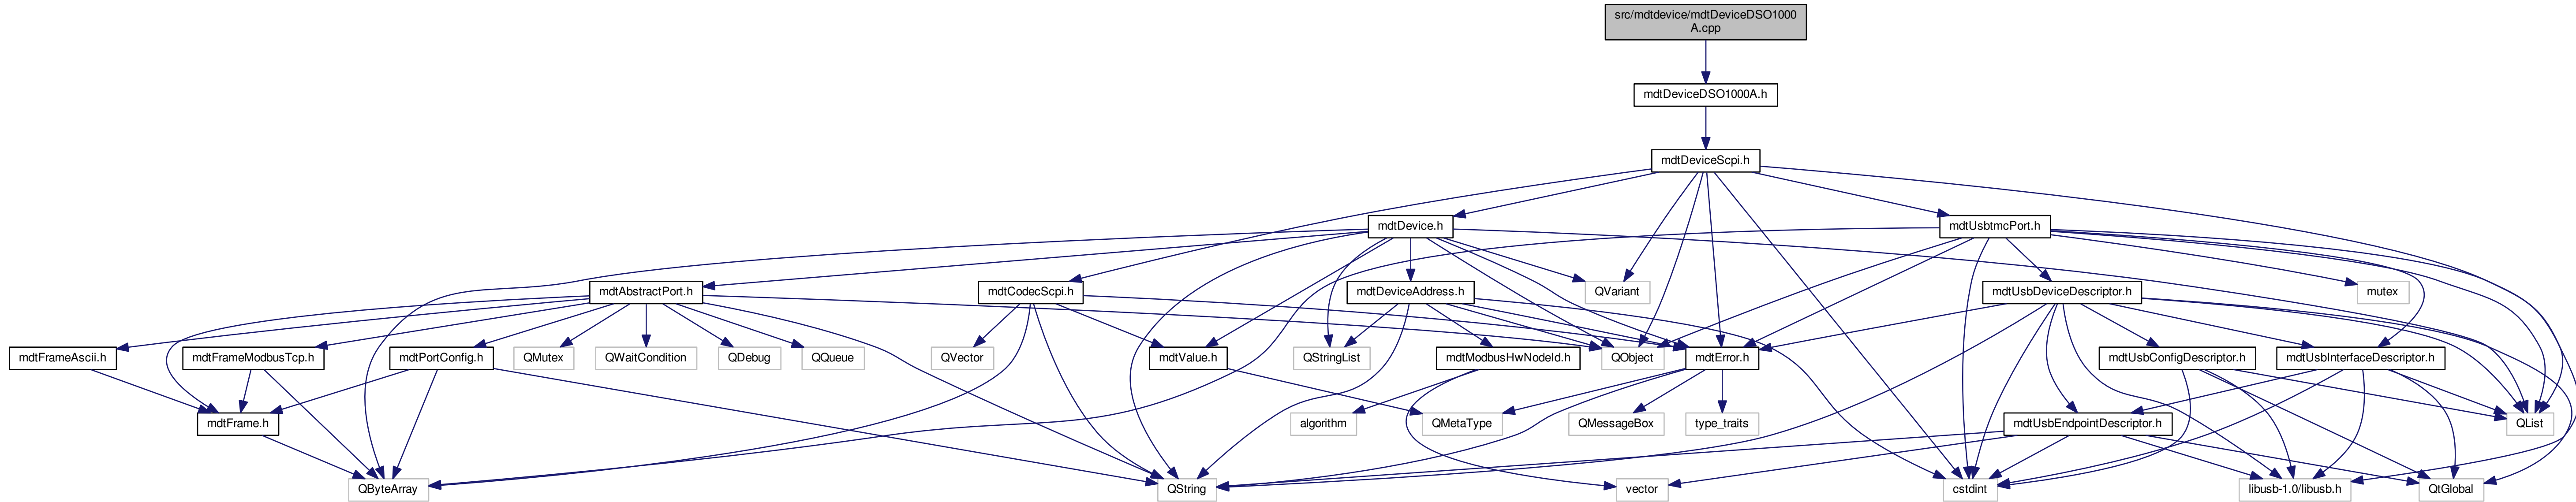 src/mdtdevice/mdtDeviceDSO1000
A.cpp
mdtDeviceDSO1000A.h
mdtDeviceScpi.h
mdtDevice.h
mdtUsbtmcPort.h
mdtAbstractPort.h
mdtCodecScpi.h
mdtDeviceAddress.h
QVariant
mdtUsbDeviceDescriptor.h
mutex
mdtFrameAscii.h
mdtFrameModbusTcp.h
mdtPortConfig.h
QMutex
QWaitCondition
QDebug
QQueue
QVector
mdtValue.h
QStringList
mdtModbusHwNodeId.h
QObject
mdtError.h
mdtUsbConfigDescriptor.h
mdtUsbInterfaceDescriptor.h
mdtFrame.h
algorithm
QMetaType
QMessageBox
type_traits
mdtUsbEndpointDescriptor.h
QList
QByteArray
QString
vector
cstdint
libusb-1.0/libusb.h
QtGlobal